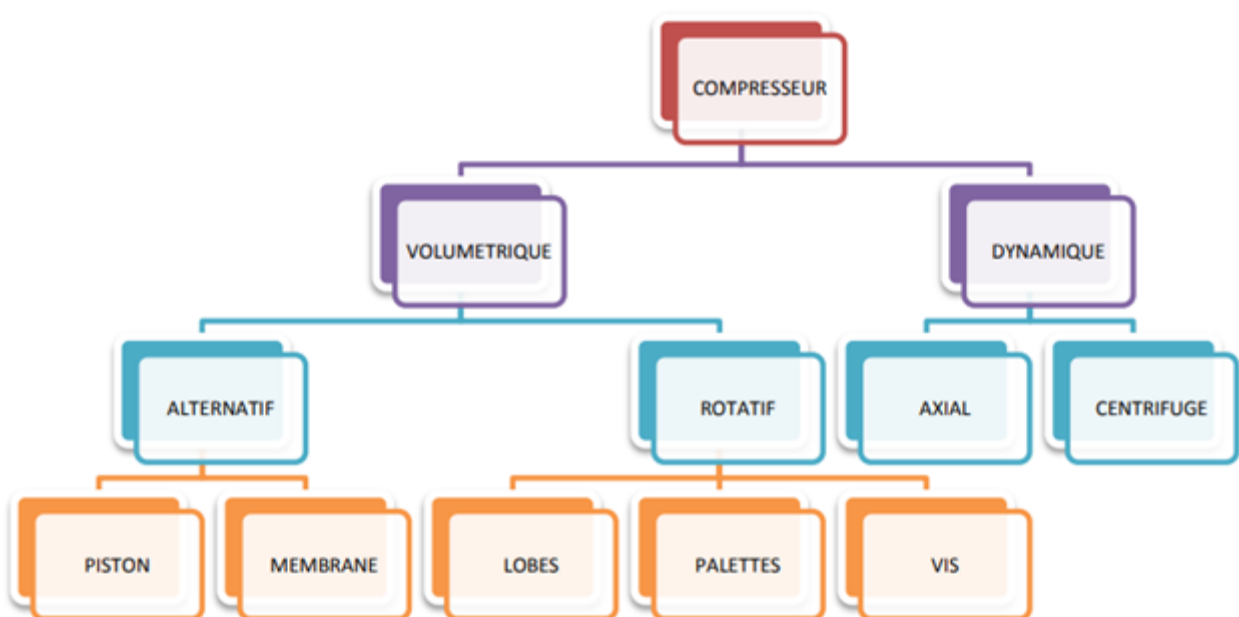 COMPRESSEUR
VOLUMETRIQUE
DYNAMIQUE
ALTERNATIF
ROTATIF
AXIAL
CENTRIFUGE
PISTON
MEMBRANE
LOBES
PALETTES
VIS